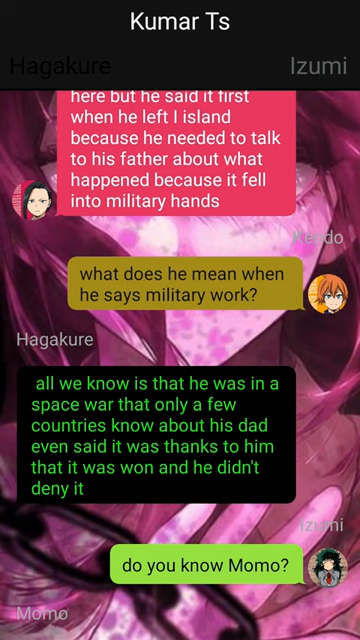 Kumar Ts
Hagakure
Izumi
here but he said it first
when he left I island
because he needed to talk
to his father about what
happened because it fell
into military hands
Kendo
what does he mean when
he says military work?
Hagakure
all we know is that he was in a
space war that only a few
countries know about his dad
even said it was thanks to him
that it was won and he didn't
deny it
Izumi
do you know Momo?
Momo